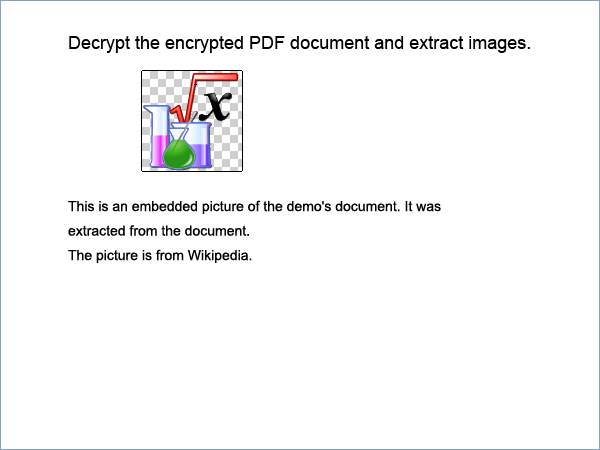 Decrypt the encrypted PDF document and extract images.
x
This is an embedded picture of the demo's document. It was
extracted from the document.
The picture is from Wikipedia.